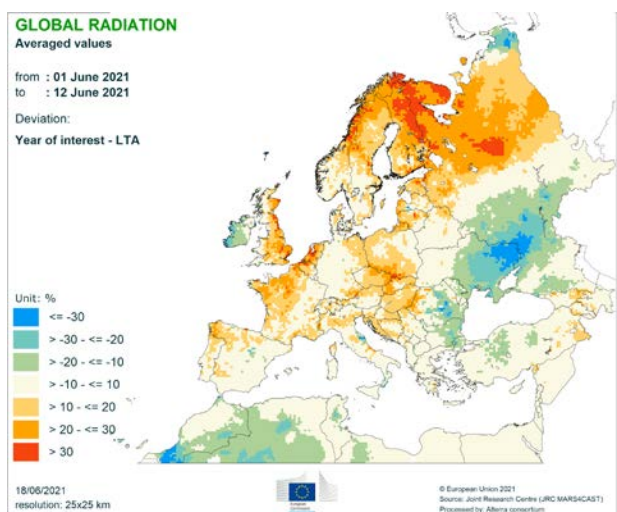 GLOBAL RADIATION
Averaged values
from : 01 June 2021
to : 12 June 2021
Deviation:
Year of interest - LTA
Unit: %
<= -30
> -30 - <= -20
> -20 - <= -10
> -10 - <= 10
> 10 - <= 20
> 20 - <= 30
> 30
18/06/2021
resolution: 25x25 km
© European Union 2021
Source: Joint Research Centre (JRC MARS4CAST)
Processed by: Alterra consortium